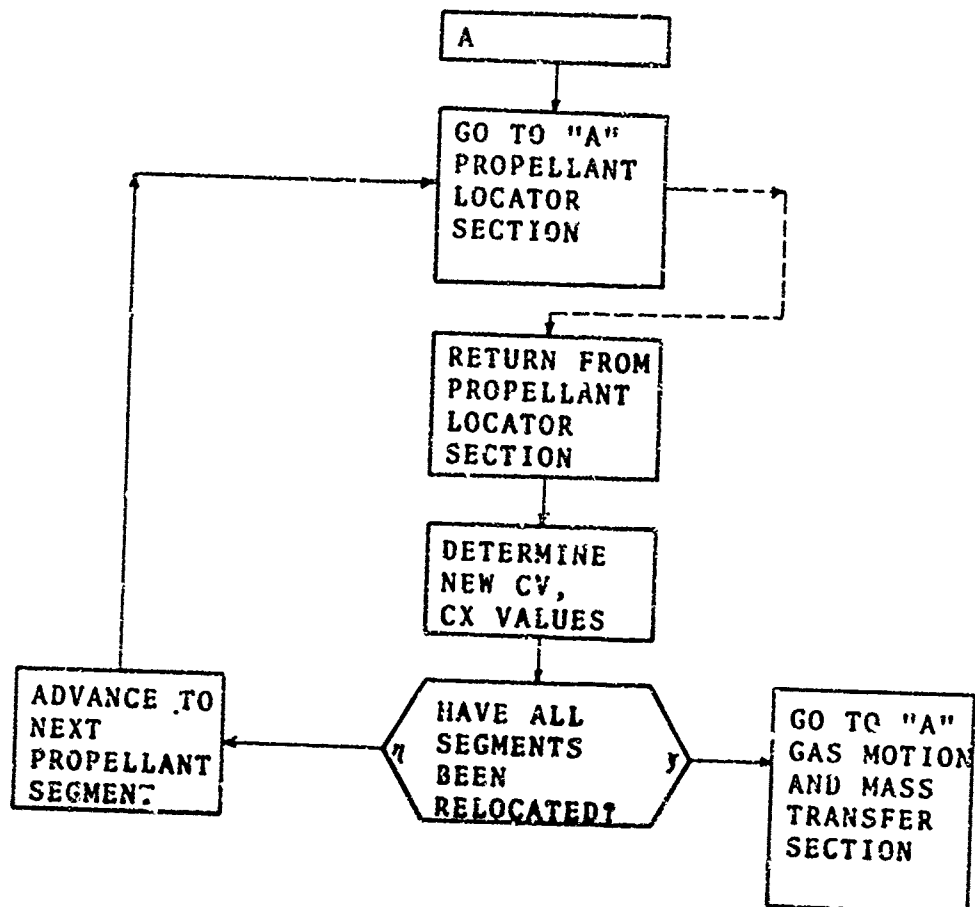 A
GO TO "A"
PROPELLANT
LOCATOR
SECTION
RETURN FROM
PROPELLANT
LOCATOR
SECTION
DETERMINE
NEW CV,
CX VALUES
HAVE ALL
SEGMENTS
BEEN
RELOCATED?
n
y
ADVANCE TO
NEXT
PROPELLANT
SEGMENT
GO TO "A"
GAS MOTION
AND MASS
TRANSFER
SECTION